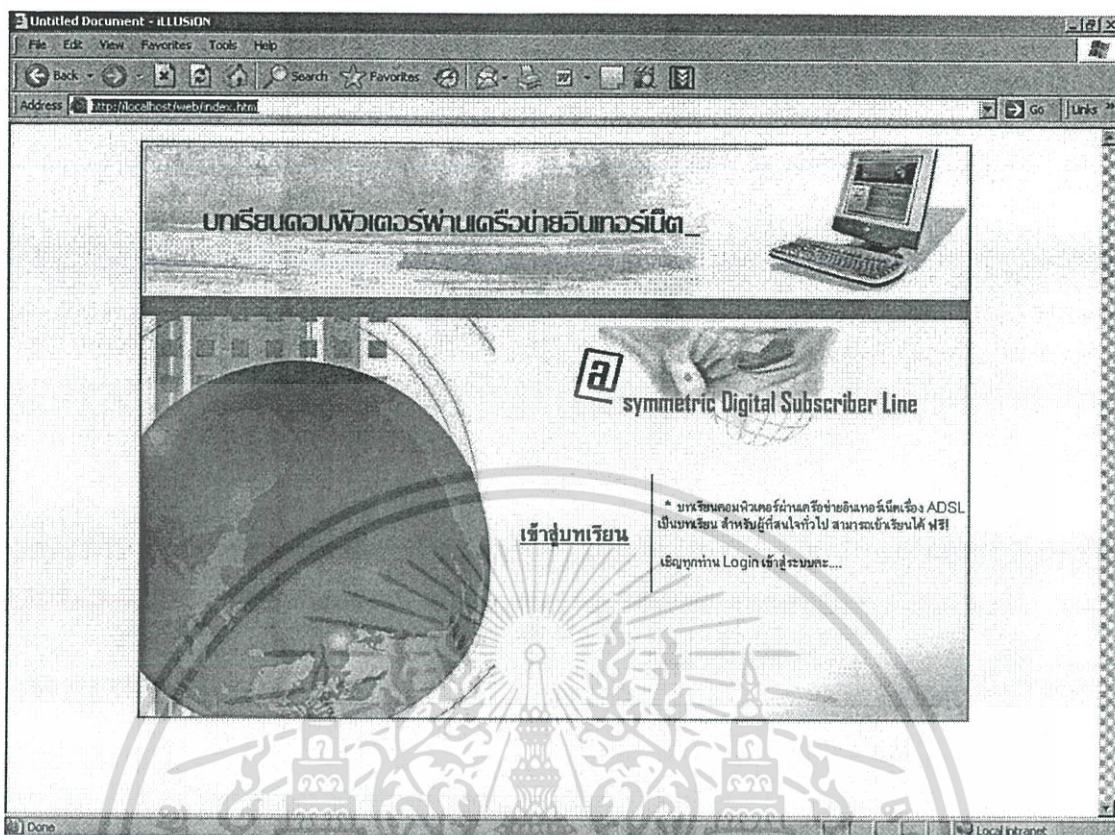 Untitled Document - iLLUSiON
File Edit View Favorites Tools Help
Back Search Favorites
Address http://localhost/web/index.htm Go Links
บทเรียนคอมพิวเตอร์ผ่านเครือข่ายอินเทอร์เน็ต_
a
symmetric Digital Subscriber Line
* บทเรียนคอมพิวเตอร์ผ่านเครือข่ายอินเทอร์เน็ตเรื่อง ADSL
เป็นบทเรียน สำหรับผู้ที่สนใจทั่วไป สามารถเข้าเรียนได้ ฟรี!
เข้าสู่บทเรียน
เชิญทุกท่าน Login เข้าสู่ระบบคะ....
Done Local intranet